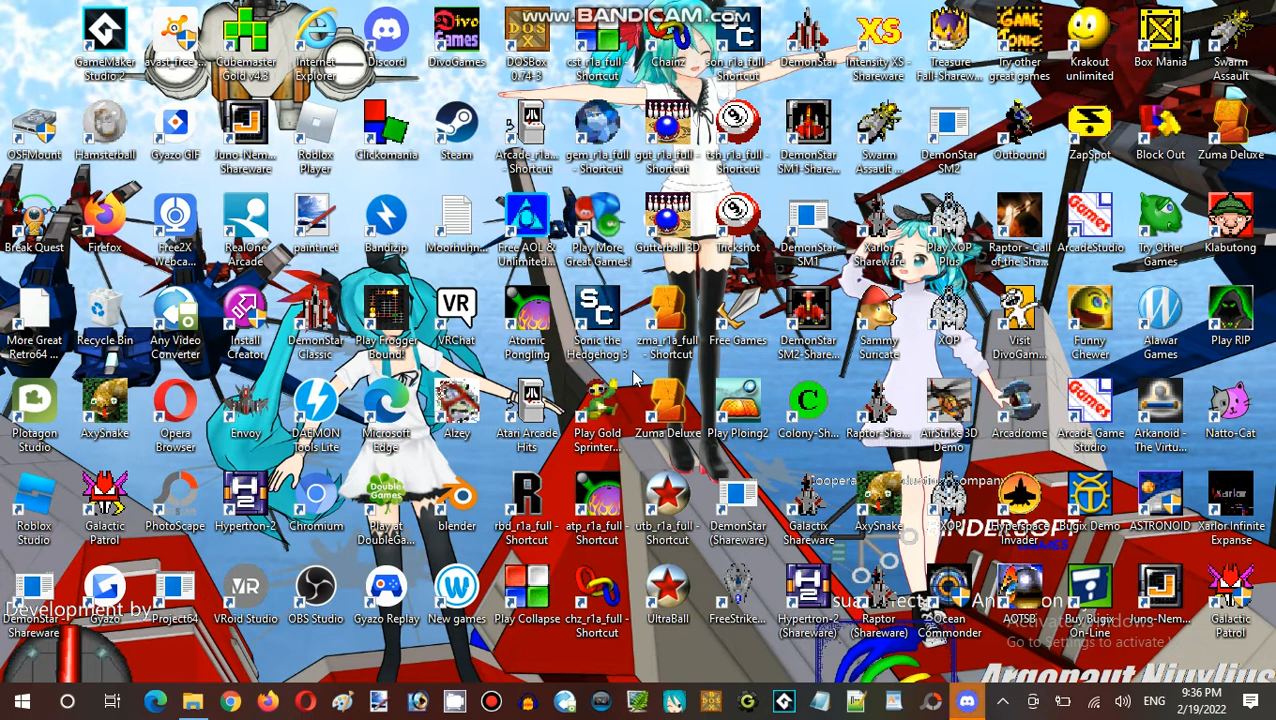 www.BANDICAM.com
GameMaker Studio 2
avast_free_...
Cubemaster Gold v4.3
Internet Explorer
Discord
DivoGames
DOSBox 0.74-3
cst_r1a_full - Shortcut
Chainz
con_r1a_full - Shortcut
DemonStar
Intensity XS - Shareware
Treasure Fall-Sharew...
Try other great games
Krakout unlimited
Box Mania
Swarm Assault
OSFMount
Hamsterball
Gyazo GIF
Juno-Nem... Shareware
Roblox Player
Clickomania
Steam
Arcade_r1a... - Shortcut
gem_r1a_full - Shortcut
gut_r1a_full - Shortcut
tsh_r1a_full - Shortcut
DemonStar SM1-Share...
Swarm Assault ...
DemonStar SM2
Outbound
ZapSpot
Block Out
Zuma Deluxe
Break Quest
Firefox
Free2X Webca...
RealOne Arcade
paint.net
Bandizip
Moorhuhn...
Free AOL & Unlimited...
Play More Great Games!
Gutterball 3D
Trickshot
DemonStar SM1
Xarlor Shareware
Play XOP Plus
Raptor - Call of the Sha...
ArcadeStudio
Try Other Games
Klabutong
More Great Retro64 ...
Recycle Bin
Any Video Converter
Install Creator
DemonStar Classic
Play Frogger Bound!
VRChat
Atomic Pongling
Sonic the Hedgehog 3
zma_r1a_full - Shortcut
Free Games
DemonStar SM2-Share...
Sammy Suricate
XOP
Visit DivoGam...
Funny Chewer
Alawar Games
Play RIP
Plotagon Studio
AxySnake
Opera Browser
Envoy
DAEMON Tools Lite
Microsoft Edge
Alzey
Atari Arcade Hits
Play Gold Sprinter...
Zuma Deluxe
Play Ploing2
Colony-Sh...
Raptor-Sha...
AirStrike 3D Demo
Arcadrome
Arcade Game Studio
Arkanoid - The Virtu...
Natto-Cat
Roblox Studio
Galactic Patrol
PhotoScape
Hypertron-2
Chromium
Play at DoubleGa...
blender
rbd_r1a_full - Shortcut
atp_r1a_full - Shortcut
utb_r1a_full - Shortcut
DemonStar (Shareware)
Galactix Shareware
AxySnake
XOP
Hyperspace Invader
Bugix Demo
ASTRONOID
Xarlor Infinite Expanse
DemonStar - Shareware
Gyazo
Project64
VRoid Studio
OBS Studio
Gyazo Replay
New games
Play Collapse
chz_r1a_full - Shortcut
UltraBall
FreeStrike...
Hypertron-2 (Shareware)
Raptor (Shareware)
Ocean Commander
AOTSB
Buy Bugix On-Line
Juno-Nem...
Galactic Patrol
Development by
GAMES
Activate Windows
Go to Settings to activate
ENG
9:36 PM
2/19/2022